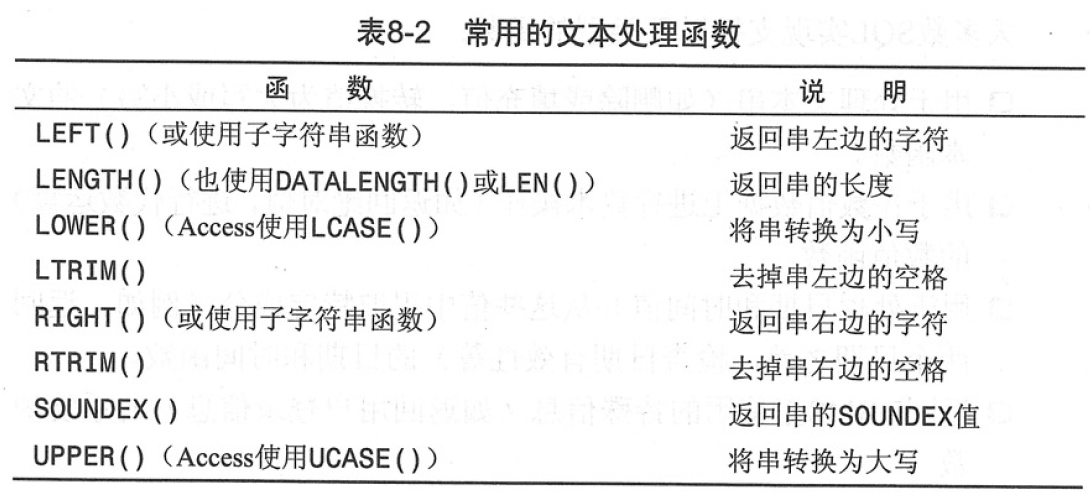 表8-2 常用的文本处理函数
函 数 说 明
LEFT()（或使用子字符串函数） 返回串左边的字符
LENGTH()（也使用DATALENGTH()或LEN()） 返回串的长度
LOWER()（Access使用LCASE()） 将串转换为小写
LTRIM() 去掉串左边的空格
RIGHT()（或使用子字符串函数） 返回串右边的字符
RTRIM() 去掉串右边的空格
SOUNDEX() 返回串的SOUNDEX值
UPPER()（Access使用UCASE()） 将串转换为大写